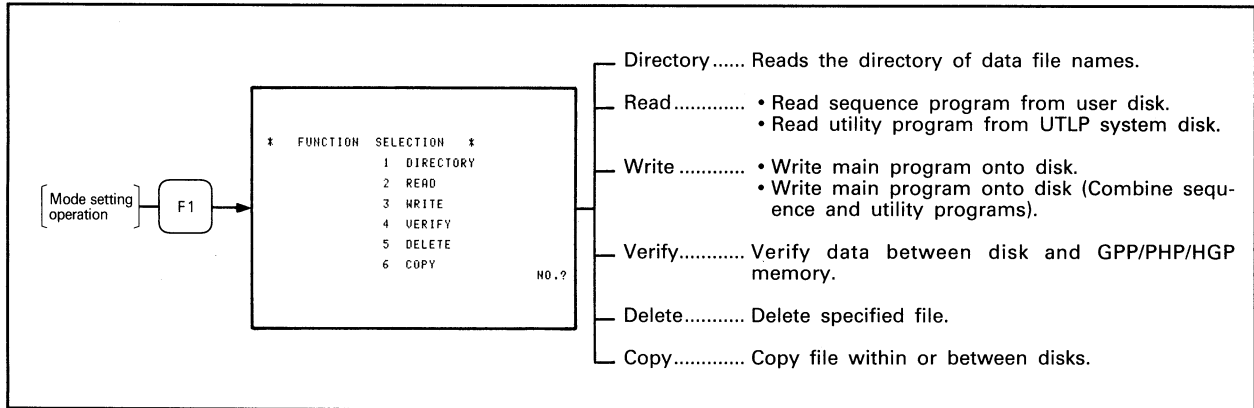 [Mode setting
operation]
F1
* FUNCTION SELECTION *
1 DIRECTORY
2 READ
3 WRITE
4 VERIFY
5 DELETE
6 COPY
NO.?
Directory...... Reads the directory of data file names.
Read............. • Read sequence program from user disk.
• Read utility program from UTLP system disk.
Write ............ • Write main program onto disk.
• Write main program onto disk (Combine sequ-
ence and utility programs).
Verify............ Verify data between disk and GPP/PHP/HGP
memory.
Delete........... Delete specified file.
Copy............. Copy file within or between disks.